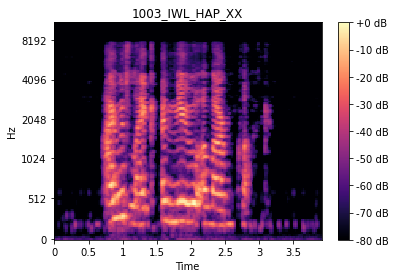 1003_IWL_HAP_XX
+0 dB
8192
-10 dB
4096
-20 dB
-30 dB
2048
Hz
-40 dB
1024
-50 dB
512
-60 dB
-70 dB
0
-80 dB
0 0.5 1 1.5 2 2.5 3 3.5
Time